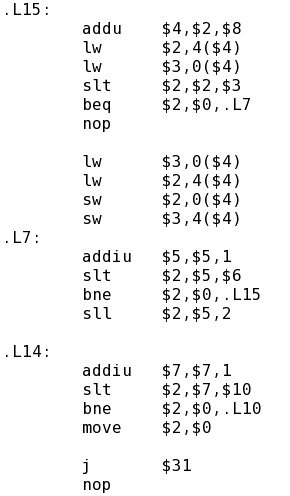 .L15:
        addu    $4,$2,$8
        lw      $2,4($4)
        lw      $3,0($4)
        slt     $2,$2,$3
        beq     $2,$0,.L7
        nop

        lw      $3,0($4)
        lw      $2,4($4)
        sw      $2,0($4)
        sw      $3,4($4)
.L7:
        addiu   $5,$5,1
        slt     $2,$5,$6
        bne     $2,$0,.L15
        sll     $2,$5,2

.L14:
        addiu   $7,$7,1
        slt     $2,$7,$10
        bne     $2,$0,.L10
        move    $2,$0

        j       $31
        nop